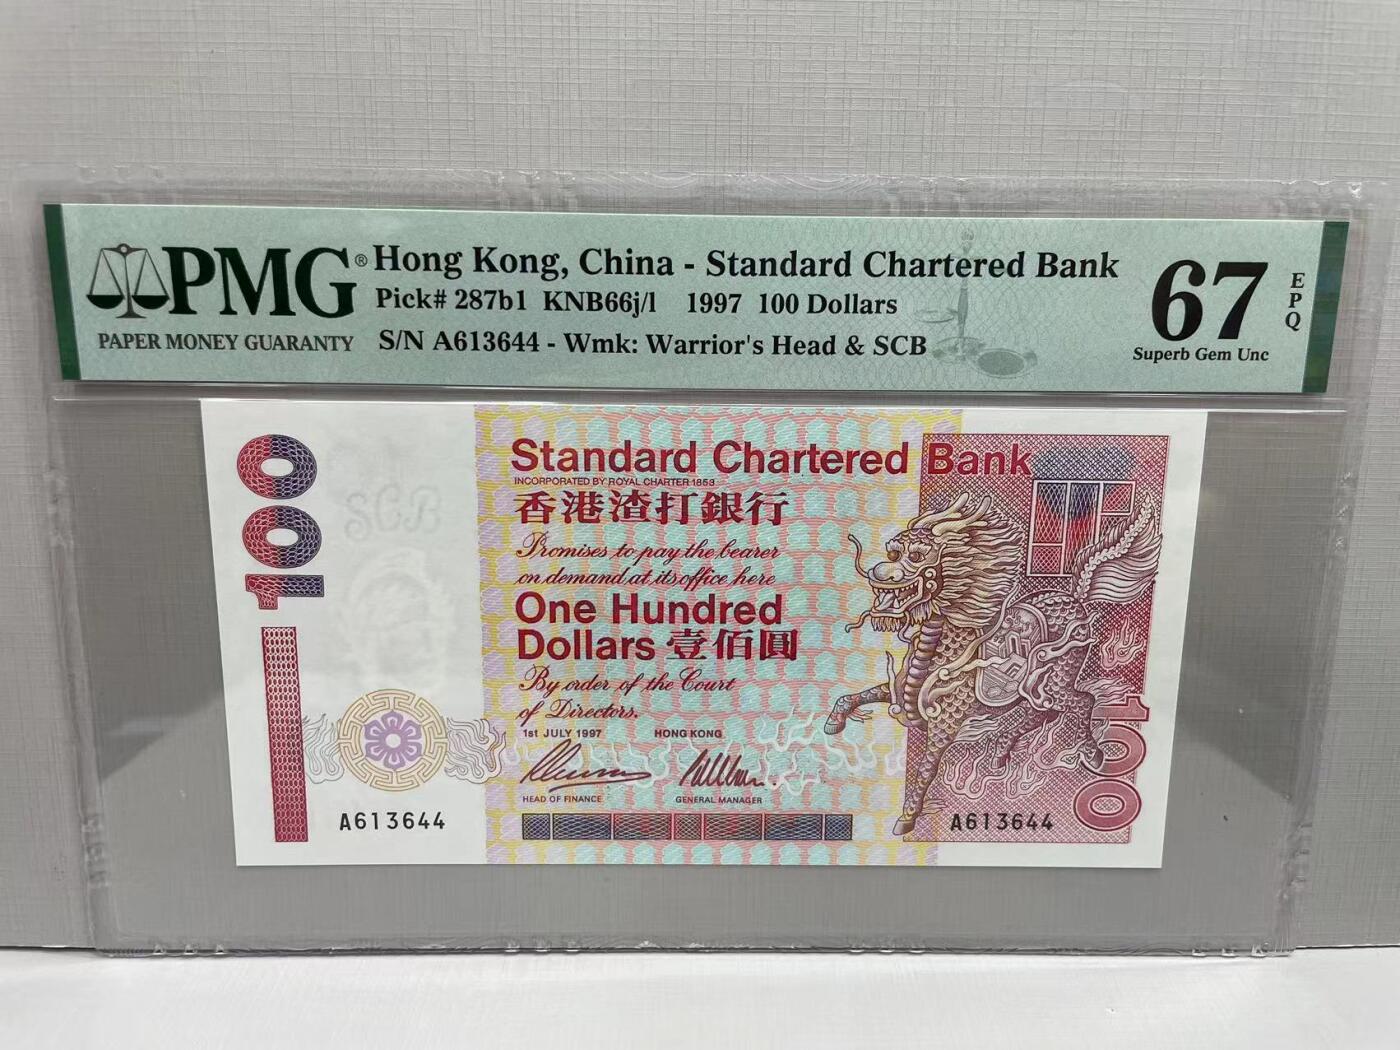 PMG®
PAPER MONEY GUARANTY
Hong Kong, China - Standard Chartered Bank
Pick# 287b1 KNB66j/l 1997 100 Dollars
S/N A613644 - Wmk: Warrior's Head & SCB
67
EPQ
Superb Gem Unc
100
SCB
Standard Chartered Bank
INCORPORATED BY ROYAL CHARTER 1853
香港渣打銀行
Promises to pay the bearer
on demand at its office here
One Hundred
Dollars 壹佰圓
By order of the Court
of Directors.
1st JULY 1997 HONG KONG
HEAD OF FINANCE GENERAL MANAGER
A613644
A613644
100